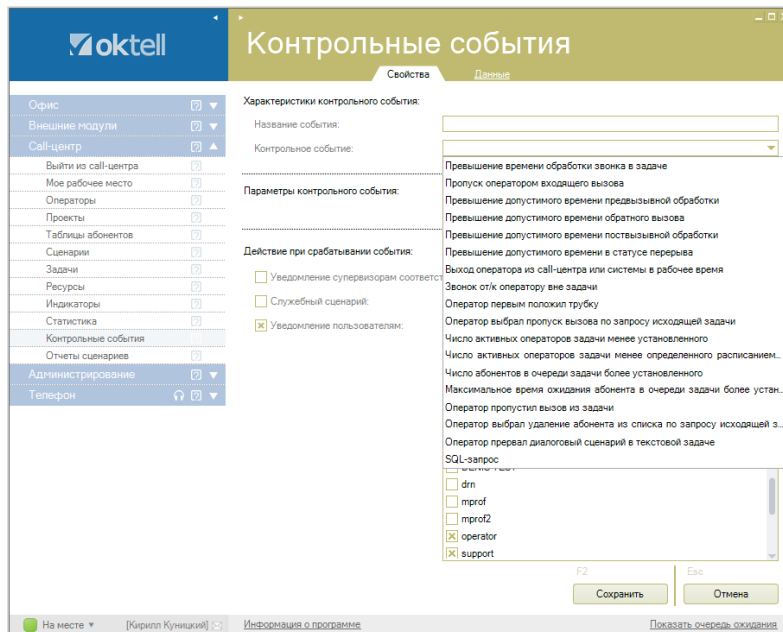 oktell
Контрольные события
Свойства
Данные
Офис
Внешние модули
Call-центр
Выйти из call-центра
Мое рабочее место
Операторы
Проекты
Таблицы абонентов
Сценарии
Задачи
Ресурсы
Индикаторы
Статистика
Контрольные события
Отчеты сценариев
Администрирование
Телефон
Характеристики контрольного события:
Название события:
Контрольное событие:
Параметры контрольного события:
Действие при срабатывании события:
Уведомление супервизорам соответст
Служебный сценарий:
Уведомление пользователям:
Превышение времени обработки звонка в задаче
Пропуск оператором входящего вызова
Превышение допустимого времени предвызывной обработки
Превышение допустимого времени обратного вызова
Превышение допустимого времени поствызывной обработки
Превышение допустимого времени в статусе перерыва
Выход оператора из call-центра или системы в рабочее время
Звонок от/к оператору вне задачи
Оператор первым положил трубку
Оператор выбрал пропуск вызова по запросу исходящей задачи
Число активных операторов задачи менее установленного
Число активных операторов задачи менее определенного расписанием...
Число абонентов в очереди задачи более установленного
Максимальное время ожидания абонента в очереди задачи более устан...
Оператор пропустил вызов из задачи
Оператор выбрал удаление абонента из списка по запросу исходящей з...
Оператор прервал диалоговый сценарий в текстовой задаче
SQL-запрос
drn
mprof
mprof2
operator
support
F2
Esc
Сохранить
Отмена
На месте
[Кирилл Куницкий]
Информация о программе
Показать очередь ожидания